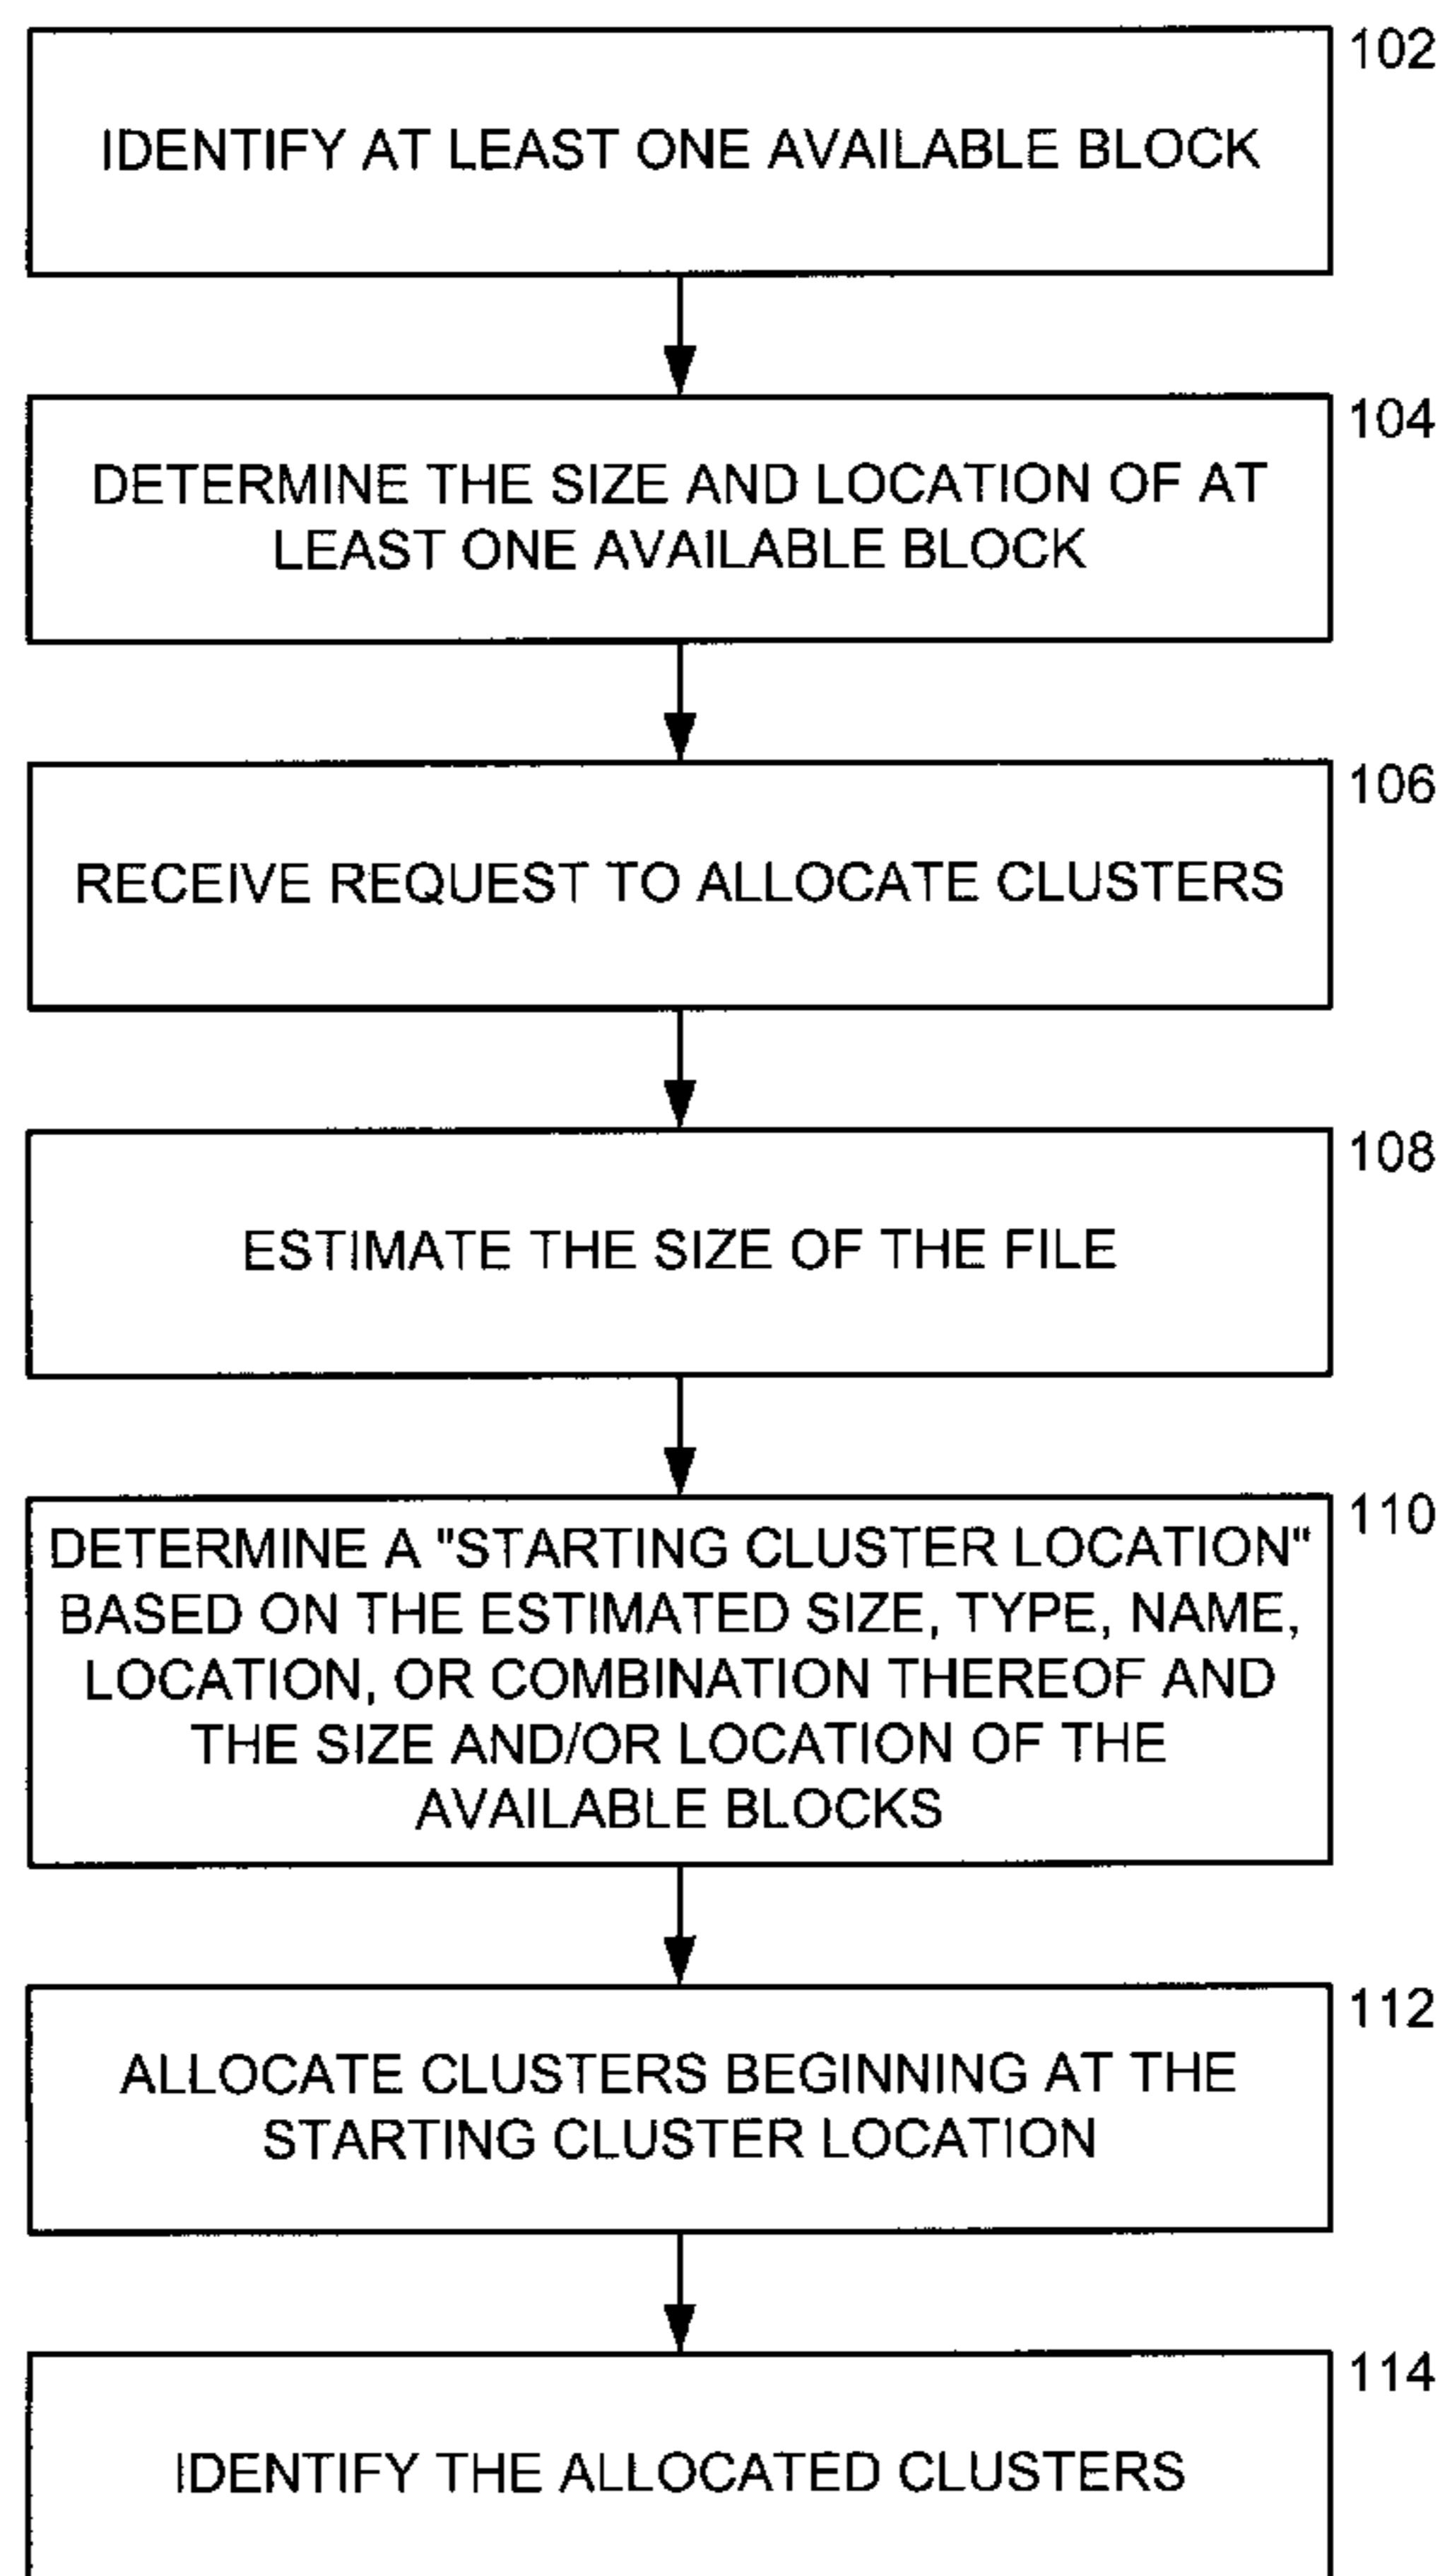 102
IDENTIFY AT LEAST ONE AVAILABLE BLOCK
104
DETERMINE THE SIZE AND LOCATION OF AT
LEAST ONE AVAILABLE BLOCK
106
RECEIVE REQUEST TO ALLOCATE CLUSTERS
108
ESTIMATE THE SIZE OF THE FILE
110
DETERMINE A "STARTING CLUSTER LOCATION"
BASED ON THE ESTIMATED SIZE, TYPE, NAME,
LOCATION, OR COMBINATION THEREOF AND
THE SIZE AND/OR LOCATION OF THE
AVAILABLE BLOCKS
112
ALLOCATE CLUSTERS BEGINNING AT THE
STARTING CLUSTER LOCATION
114
IDENTIFY THE ALLOCATED CLUSTERS